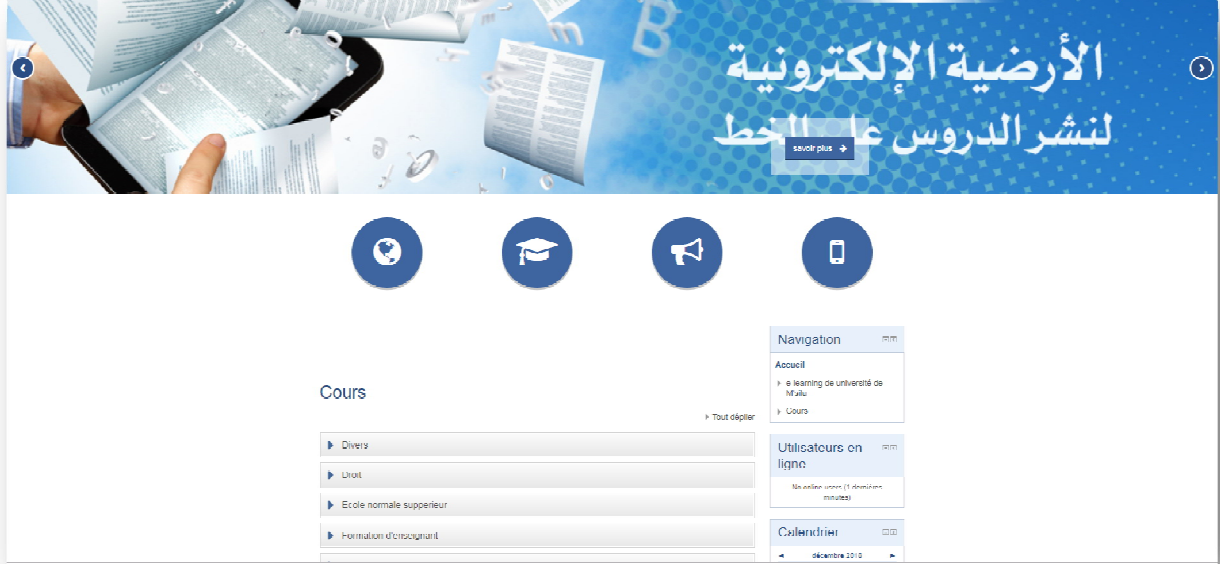 الأرضية الإلكترونية
لنشر الدروس على الخط
savoir plus
Cours
Tout déplier
Divers
Droit
Ecole normale supperieur
Formation d'enseignant
Navigation
Accueil
e learning de université de
M'sila
Cours
Utilisateurs en
ligne
No online users (1 dernières
minutes)
Calendrier
décembre 2018